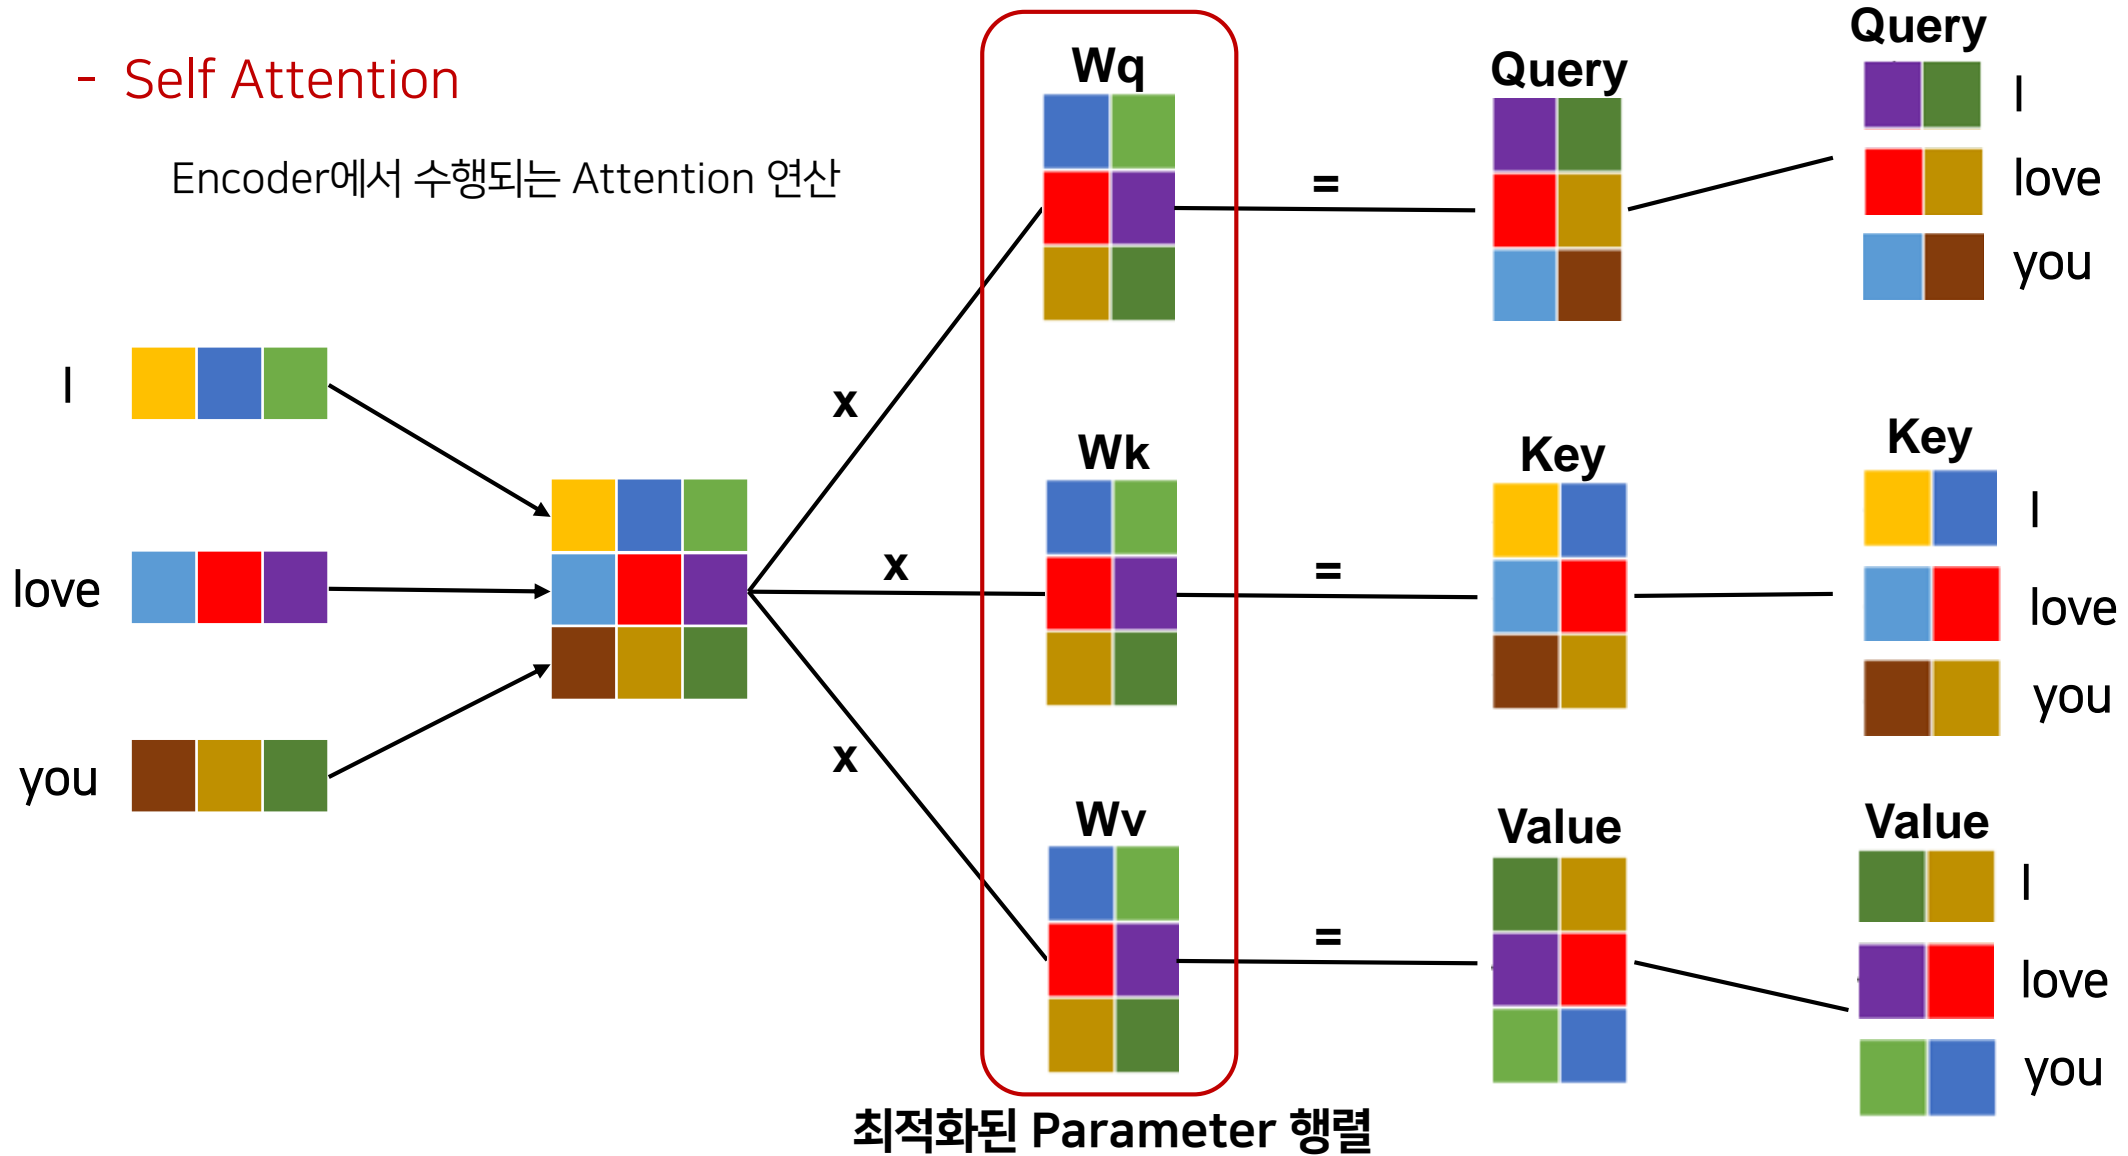 - Self Attention
Encoder에서 수행되는 Attention 연산
I
love
you
x
x
x
Wq
Wk
Wv
최적화된 Parameter 행렬
=
=
=
Query
Key
Value
Query
I
love
you
Key
I
love
you
Value
I
love
you